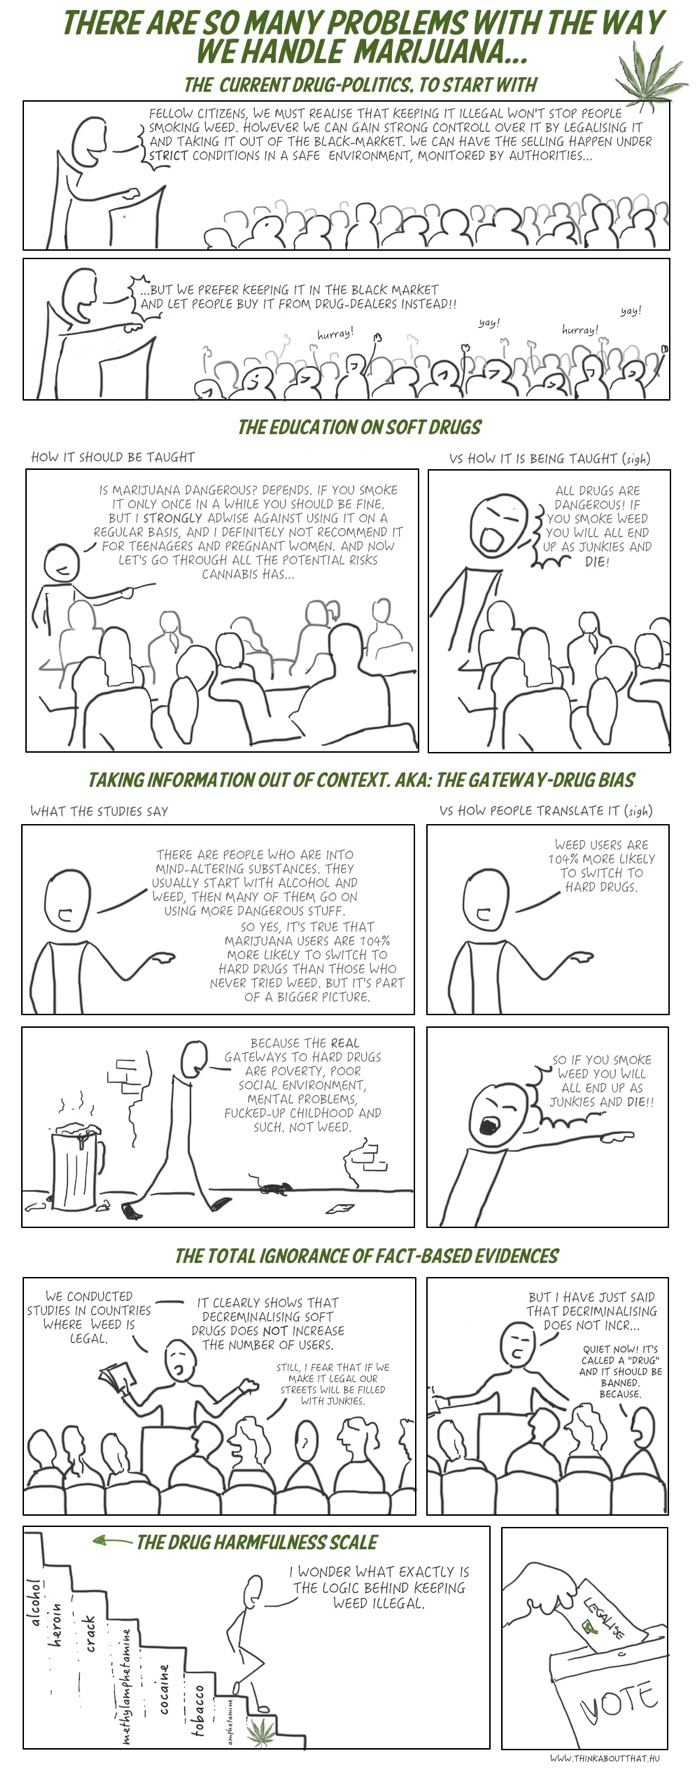 THERE ARE SO MANY PROBLEMS WITH THE WAY
WE HANDLE MARIJUANA...
THE CURRENT DRUG-POLITICS, TO START WITH
FELLOW CITIZENS, WE MUST REALISE THAT KEEPING IT ILLEGAL WON'T STOP PEOPLE
SMOKING WEED. HOWEVER WE CAN GAIN STRONG CONTROLL OVER IT BY LEGALISING IT
AND TAKING IT OUT OF THE BLACK-MARKET. WE CAN HAVE THE SELLING HAPPEN UNDER
STRICT CONDITIONS IN A SAFE ENVIRONMENT, MONITORED BY AUTHORITIES...
...BUT WE PREFER KEEPING IT IN THE BLACK MARKET
AND LET PEOPLE BUY IT FROM DRUG-DEALERS INSTEAD!!
hurray!
yay!
hurray!
yay!
THE EDUCATION ON SOFT DRUGS
HOW IT SHOULD BE TAUGHT
IS MARIJUANA DANGEROUS? DEPENDS. IF YOU SMOKE
IT ONLY ONCE IN A WHILE YOU SHOULD BE FINE.
BUT I STRONGLY ADWISE AGAINST USING IT ON A
REGULAR BASIS, AND I DEFINITELY NOT RECOMMEND IT
FOR TEENAGERS AND PREGNANT WOMEN. AND NOW
LET'S GO THROUGH ALL THE POTENTIAL RISKS
CANNABIS HAS...
VS HOW IT IS BEING TAUGHT (sigh)
ALL DRUGS ARE
DANGEROUS! IF
YOU SMOKE WEED
YOU WILL ALL END
UP AS JUNKIES AND
DIE!
TAKING INFORMATION OUT OF CONTEXT. AKA: THE GATEWAY-DRUG BIAS
WHAT THE STUDIES SAY
THERE ARE PEOPLE WHO ARE INTO
MIND-ALTERING SUBSTANCES. THEY
USUALLY START WITH ALCOHOL AND
WEED, THEN MANY OF THEM GO ON
USING MORE DANGEROUS STUFF.
SO YES, IT'S TRUE THAT
MARIJUANA USERS ARE 104%
MORE LIKELY TO SWITCH TO
HARD DRUGS THAN THOSE WHO
NEVER TRIED WEED. BUT IT'S PART
OF A BIGGER PICTURE.
VS HOW PEOPLE TRANSLATE IT (sigh)
WEED USERS ARE
104% MORE LIKELY
TO SWITCH TO
HARD DRUGS.
BECAUSE THE REAL
GATEWAYS TO HARD DRUGS
ARE POVERTY, POOR
SOCIAL ENVIRONMENT,
MENTAL PROBLEMS,
FUCKED-UP CHILDHOOD AND
SUCH. NOT WEED.
SO IF YOU SMOKE
WEED YOU WILL
ALL END UP AS
JUNKIES AND DIE!!
THE TOTAL IGNORANCE OF FACT-BASED EVIDENCES
WE CONDUCTED
STUDIES IN COUNTRIES
WHERE WEED IS
LEGAL.
IT CLEARLY SHOWS THAT
DECREMINALISING SOFT
DRUGS DOES NOT INCREASE
THE NUMBER OF USERS.
STILL, I FEAR THAT IF WE
MAKE IT LEGAL OUR
STREETS WILL BE FILLED
WITH JUNKIES.
BUT I HAVE JUST SAID
THAT DECRIMINALISING
DOES NOT INCR...
QUIET NOW! IT'S
CALLED A "DRUG"
AND IT SHOULD BE
BANNED.
BECAUSE.
THE DRUG HARMFULNESS SCALE
I WONDER WHAT EXACTLY IS
THE LOGIC BEHIND KEEPING
WEED ILLEGAL.
alcohol
heroin
crack
methylamphetamine
cocaine
tobacco
amphetamine
LEGALISE
VOTE
WWW.THINKABOUTTHAT.HU